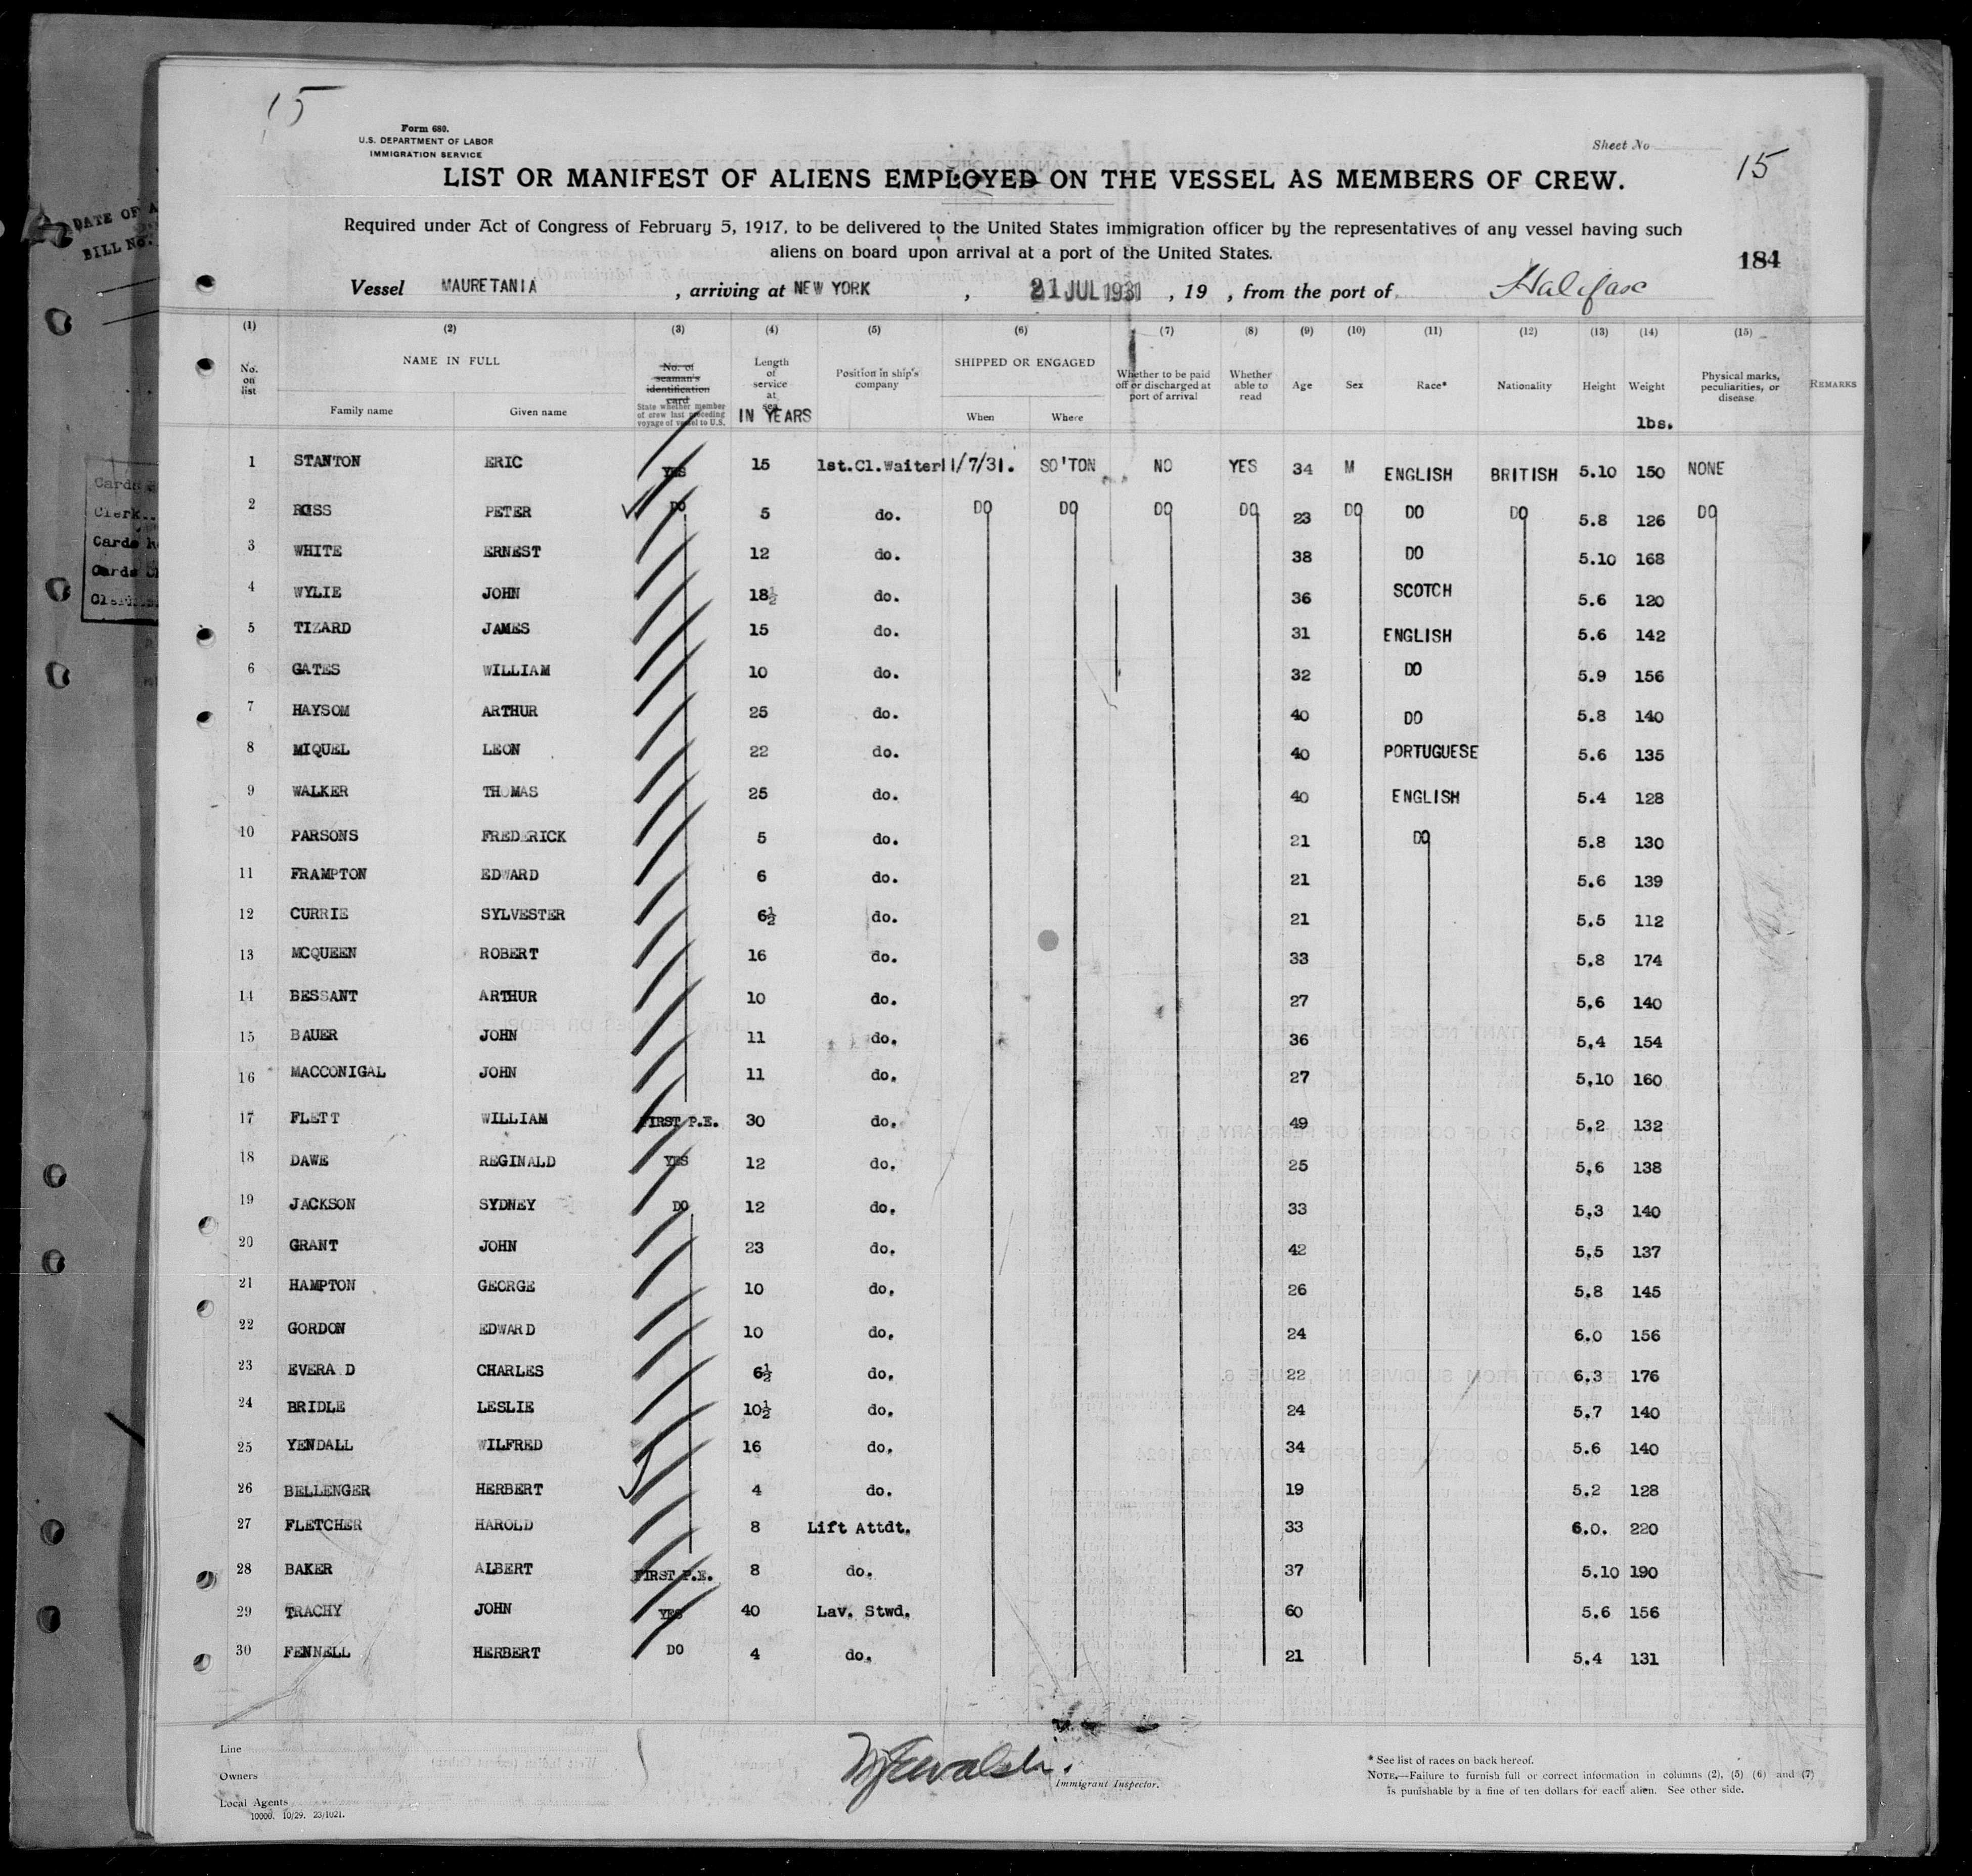 15
Form 680.
U.S. DEPARTMENT OF LABOR
IMMIGRATION SERVICE
Sheet No
15
LIST OR MANIFEST OF ALIENS EMPLOYED ON THE VESSEL AS MEMBERS OF CREW.
Required under Act of Congress of February 5, 1917, to be delivered to the United States immigration officer by the representatives of any vessel having such
aliens on board upon arrival at a port of the United States.
184
DATE OF A
BILL No.
Vessel MAURETANIA , arriving at NEW YORK , 21 JUL 1931 , 19 , from the port of Halifax
(1) (2) (3) (4) (5) (6) (7) (8) (9) (10) (11) (12) (13) (14) (15)
No. on list
NAME IN FULL
Family name Given name
No. of seaman's identification card
State whether member of crew last preceding voyage of vessel to U.S.
Length of service at sea
IN YEARS
Position in ship's company
SHIPPED OR ENGAGED
When Where
Whether to be paid off or discharged at port of arrival
Whether able to read
Age Sex Race* Nationality Height Weight
lbs.
Physical marks, peculiarities, or disease
REMARKS
1 STANTON ERIC YES 15 1st.Cl.Waiter 11/7/31. SO'TON NO YES 34 M ENGLISH BRITISH 5.10 150 NONE
2 ROSS PETER DO 5 do. DO DO DO DO 23 DO DO DO 5.8 126 DO
3 WHITE ERNEST 12 do. 38 DO 5.10 168
4 WYLIE JOHN 18½ do. 36 SCOTCH 5.6 120
5 TIZARD JAMES 15 do. 31 ENGLISH 5.6 142
6 GATES WILLIAM 10 do. 32 DO 5.9 156
7 HAYSOM ARTHUR 25 do. 40 DO 5.8 140
8 MIQUEL LEON 22 do. 40 PORTUGUESE 5.6 135
9 WALKER THOMAS 25 do. 40 ENGLISH 5.4 128
10 PARSONS FREDERICK 5 do. 21 DO 5.8 130
11 FRAMPTON EDWARD 6 do. 21 5.6 139
12 CURRIE SYLVESTER 6½ do. 21 5.5 112
13 MCQUEEN ROBERT 16 do. 33 5.8 174
14 BESSANT ARTHUR 10 do. 27 5.6 140
15 BAUER JOHN 11 do. 36 5.4 154
16 MACCONIGAL JOHN 11 do. 27 5.10 160
17 FLETT WILLIAM FIRST P.E. 30 do. 49 5.2 132
18 DAWE REGINALD YES 12 do. 25 5.6 138
19 JACKSON SYDNEY DO 12 do. 33 5.3 140
20 GRANT JOHN 23 do. 42 5.5 137
21 HAMPTON GEORGE 10 do. 26 5.8 145
22 GORDON EDWARD 10 do. 24 6.0 156
23 EVERA D CHARLES 6½ do. 22 6.3 176
24 BRIDLE LESLIE 10½ do. 24 5.7 140
25 YENDALL WILFRED 16 do. 34 5.6 140
26 BELLENGER HERBERT 4 do. 19 5.2 128
27 FLETCHER HAROLD 8 Lift Attdt. 33 6.0. 220
28 BAKER ALBERT FIRST P.E. 8 do. 37 5.10 190
29 TRACHY JOHN YES 40 Lav. Stwd. 60 5.6 156
30 FENNELL HERBERT DO 4 do. 21 5.4 131
Line
Owners
Local Agents
10000. 10/29. 23/1021.
Immigrant Inspector.
* See list of races on back hereof.
NOTE.—Failure to furnish full or correct information in columns (2), (5) (6) and (7)
is punishable by a fine of ten dollars for each alien. See other side.